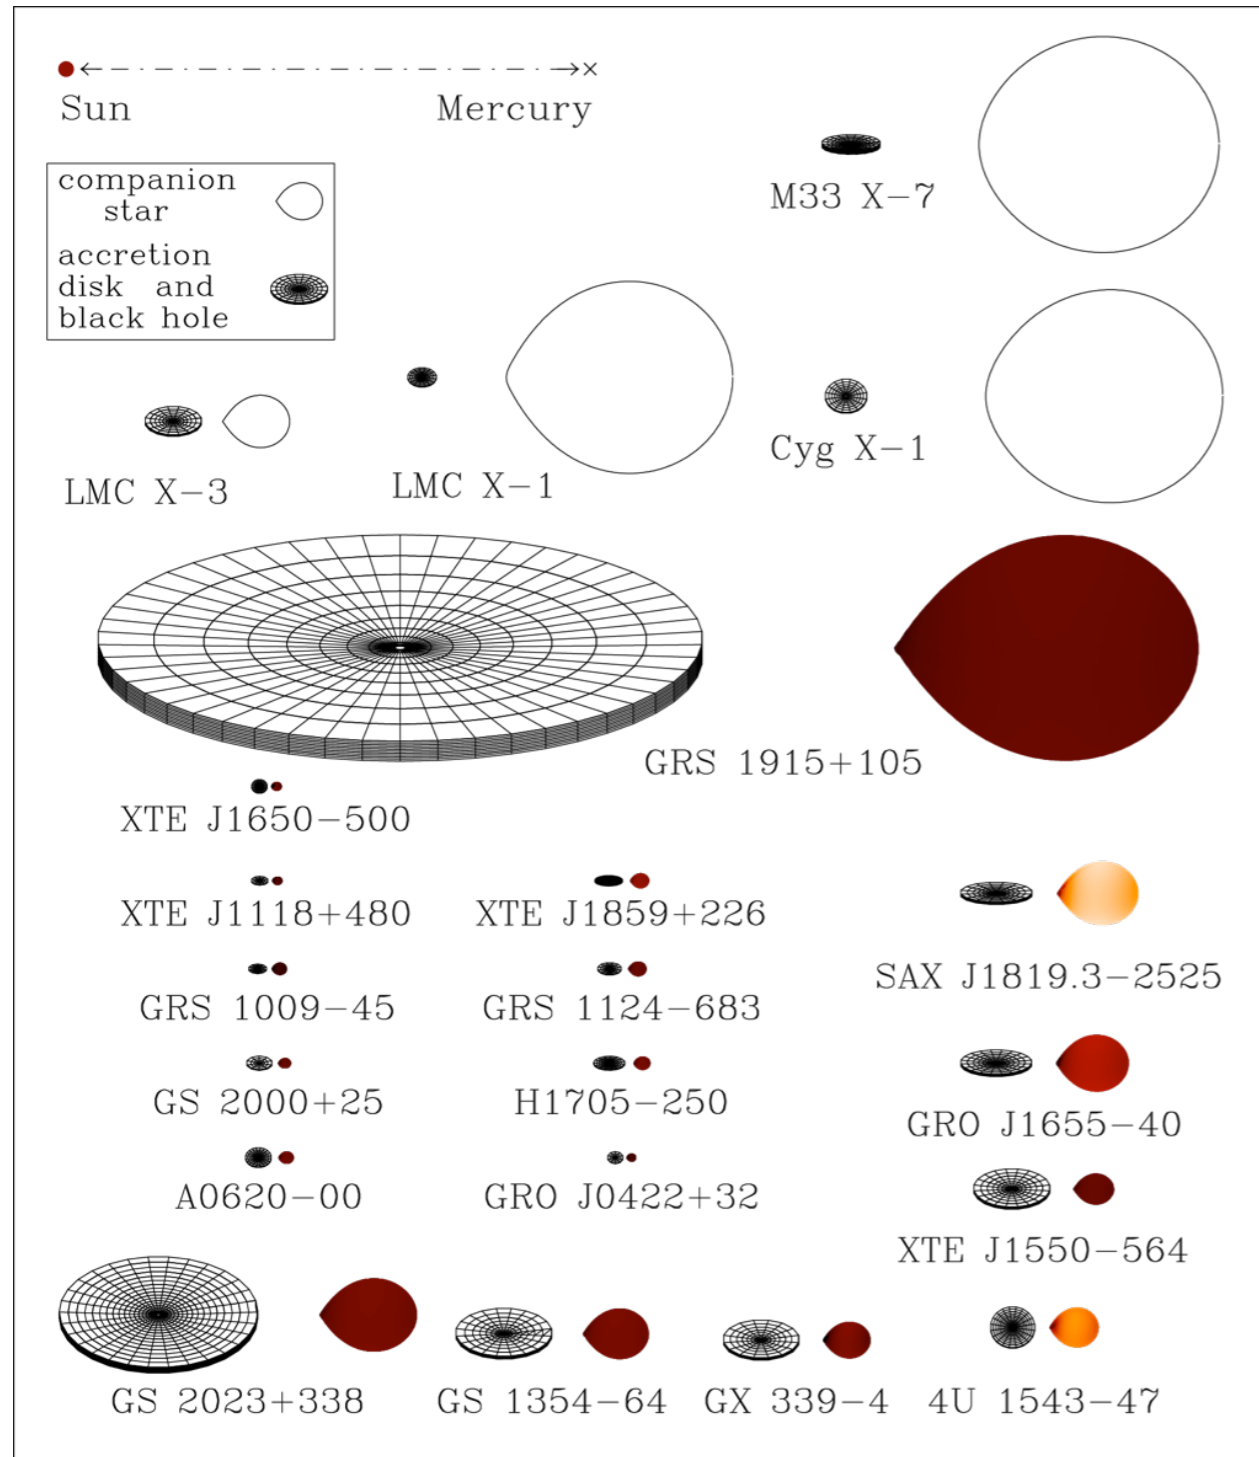 Sun
Mercury
companion
star
accretion
disk and
black hole
M33 X-7
LMC X-3
LMC X-1
Cyg X-1
GRS 1915+105
XTE J1650-500
XTE J1118+480
XTE J1859+226
SAX J1819.3-2525
GRS 1009-45
GRS 1124-683
GS 2000+25
H1705-250
GRO J1655-40
A0620-00
GRO J0422+32
XTE J1550-564
GS 2023+338
GS 1354-64
GX 339-4
4U 1543-47